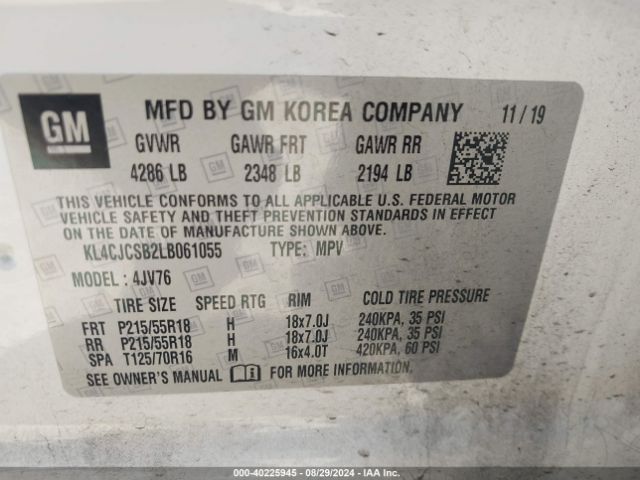 GM MFD BY GM KOREA COMPANY 11/19
GVWR GAWR FRT GAWR RR
4286 LB 2348 LB 2194 LB
THIS VEHICLE CONFORMS TO ALL APPLICABLE U.S. FEDERAL MOTOR
VEHICLE SAFETY AND THEFT PREVENTION STANDARDS IN EFFECT
ON THE DATE OF MANUFACTURE SHOWN ABOVE.
KL4CJCSB2LB061055 TYPE: MPV
MODEL: 4JV76
TIRE SIZE SPEED RTG RIM COLD TIRE PRESSURE
FRT P215/55R18 H 18x7.0J 240KPA, 35 PSI
RR P215/55R18 H 18x7.0J 240KPA, 35 PSI
SPA T125/70R16 M 16x4.0T 420KPA, 60 PSI
SEE OWNER'S MANUAL FOR MORE INFORMATION.
000-40225945 - 08/29/2024 - IAA Inc.